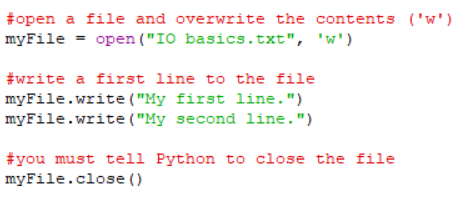 #open a file and overwrite the contents ('w')
myFile = open("IO basics.txt", 'w')
#write a first line to the file
myFile.write("My first line.")
myFile.write("My second line.")
#you must tell Python to close the file
myFile.close()